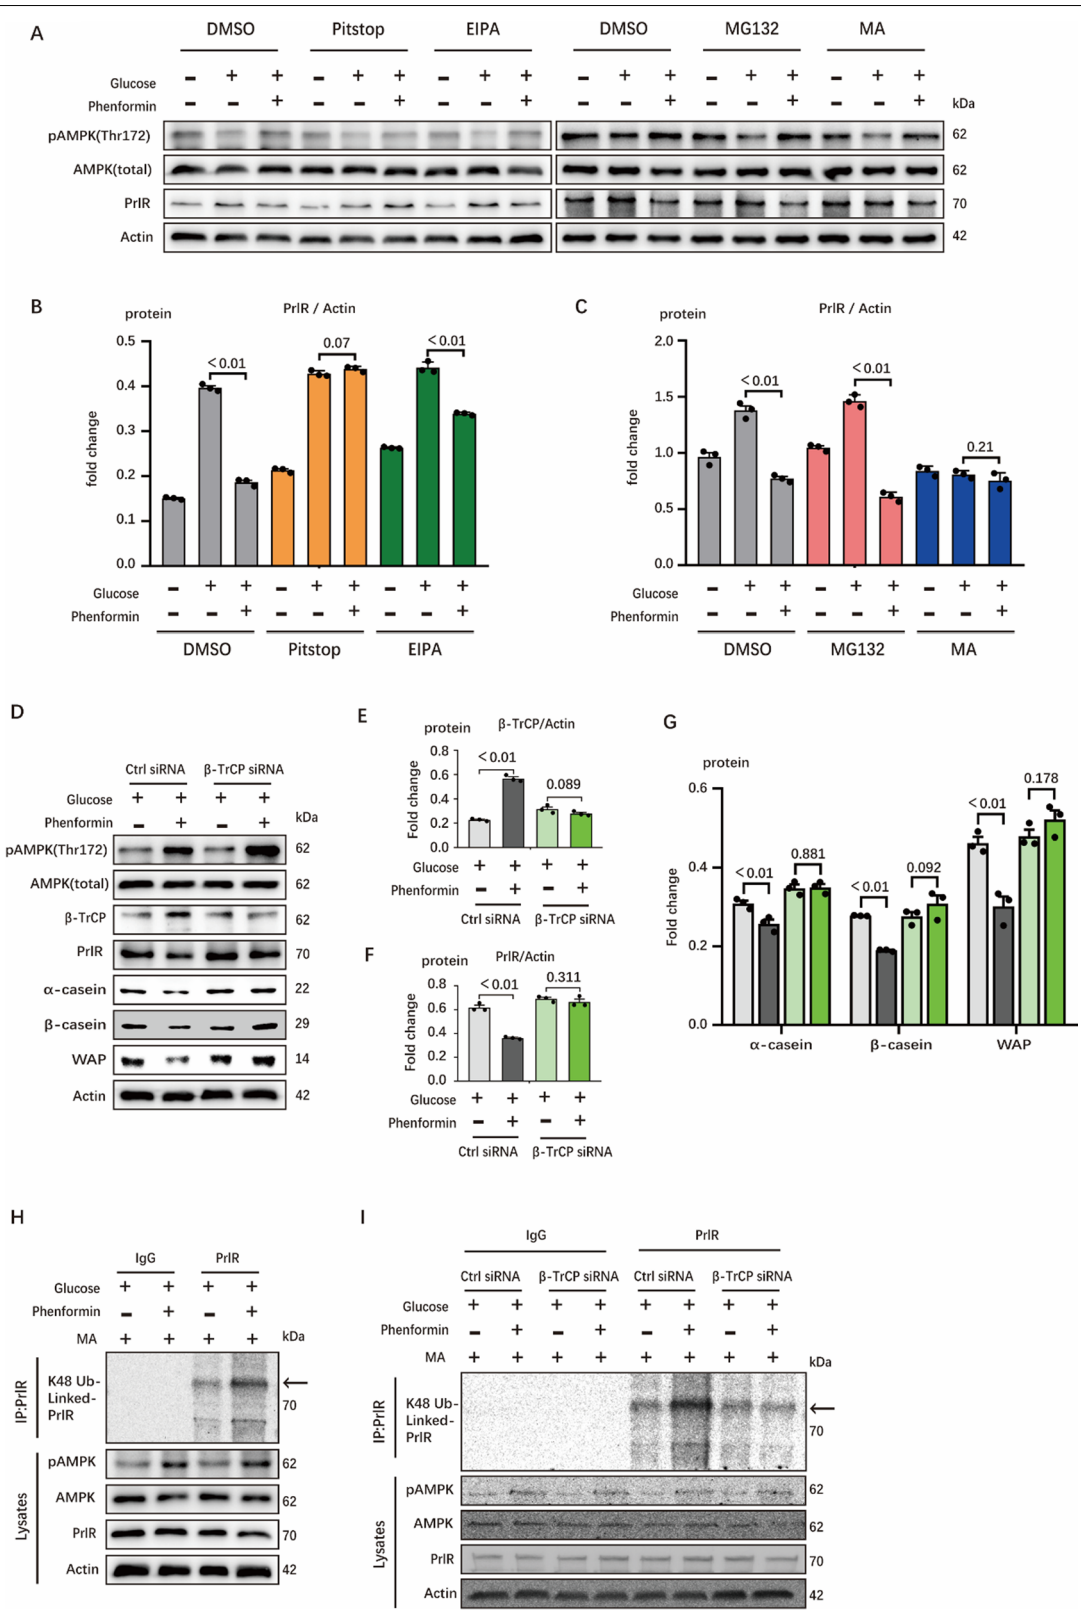 A
DMSO Pitstop EIPA DMSO MG132 MA
Glucose - + + - + + - + + - + + - + + - + +
Phenformin - - + - - + - - + - - + - - + - - + kDa
pAMPK(Thr172) 62
AMPK(total) 62
PrlR 70
Actin 42
B
protein PrlR / Actin
fold change
0.5
0.4
0.3
0.2
0.1
0.0
<0.01 0.07 <0.01
Glucose - + + - + + - + +
Phenformin - - + - - + - - +
DMSO Pitstop EIPA
C
protein PrlR / Actin
fold change
2.0
1.5
1.0
0.5
0.0
<0.01 <0.01 0.21
Glucose - + + - + + - + +
Phenformin - - + - - + - - +
DMSO MG132 MA
D
Ctrl siRNA β-TrCP siRNA
Glucose + + + +
Phenformin - + - + kDa
pAMPK(Thr172) 62
AMPK(total) 62
β-TrCP 62
PrlR 70
α-casein 22
β-casein 29
WAP 14
Actin 42
E
protein β-TrCP/Actin
Fold change
0.8
0.6
0.4
0.2
0.0
<0.01 0.089
Glucose + + + +
Phenformin - + - +
Ctrl siRNA β-TrCP siRNA
F
protein PrlR/Actin
Fold change
0.8
0.6
0.4
0.2
0.0
<0.01 0.311
Glucose + + + +
Phenformin - + - +
Ctrl siRNA β-TrCP siRNA
G
protein
Fold change
0.6
0.4
0.2
0.0
<0.01 0.881 <0.01 0.092 <0.01 0.178
α-casein β-casein WAP
H
IgG PrlR
Glucose + + + +
Phenformin - + - +
MA + + + + kDa
IP:PrlR
K48 Ub-
Linked-
PrlR
70
Lysates
pAMPK 62
AMPK 62
PrlR 70
Actin 42
I
IgG PrlR
Ctrl siRNA β-TrCP siRNA Ctrl siRNA β-TrCP siRNA
Glucose + + + + + + + +
Phenformin - + - + - + - +
MA + + + + + + + + kDa
IP:PrlR
K48 Ub-
Linked-
PrlR
70
Lysates
pAMPK 62
AMPK 62
PrlR 70
Actin 42